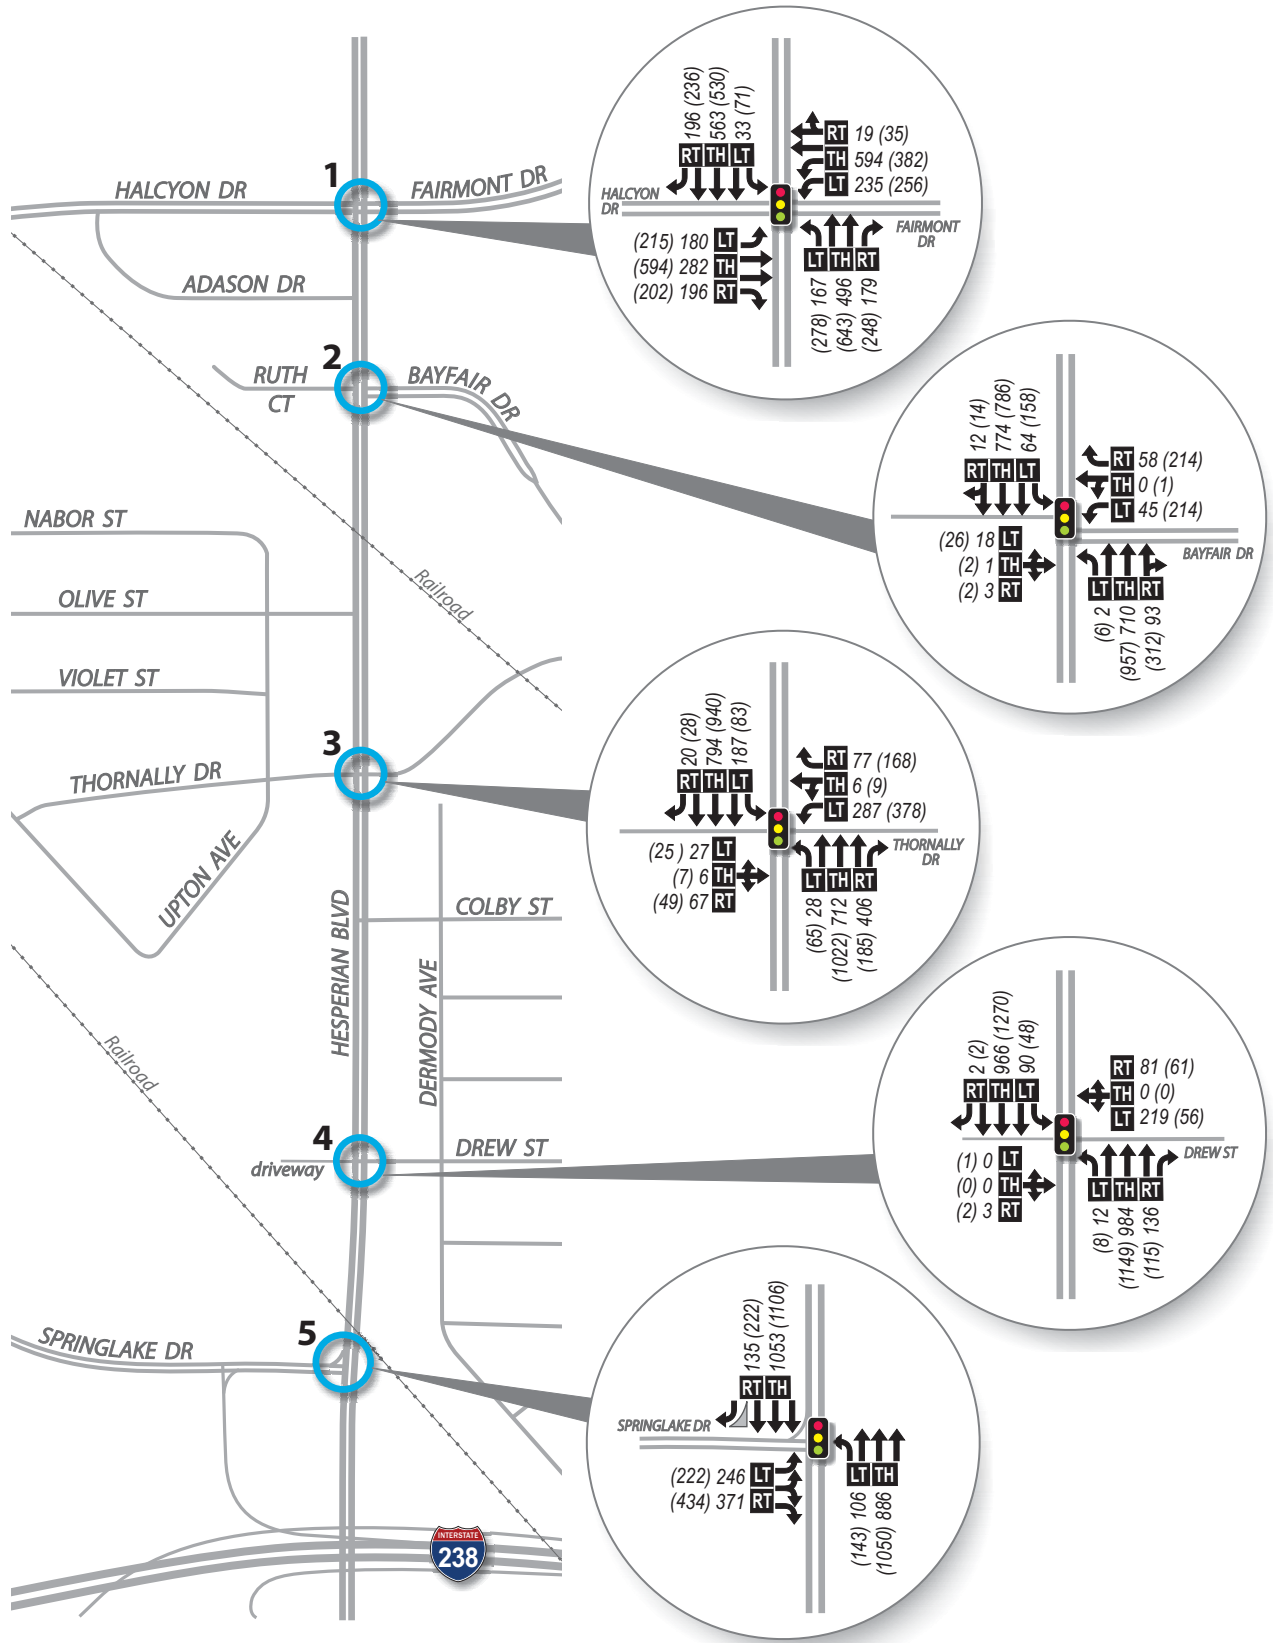 1
HALCYON DR
FAIRMONT DR
ADASON DR
2
RUTH
CT
BAYFAIR DR
NABOR ST
OLIVE ST
Railroad
VIOLET ST
3
THORNALLY DR
UPTON AVE
HESPERIAN BLVD
COLBY ST
DERMODY AVE
Railroad
4
driveway
DREW ST
5
SPRINGLAKE DR
INTERSTATE
238
196 (236)
563 (530)
33 (71)
RT TH LT
RT 19 (35)
TH 594 (382)
LT 235 (256)
HALCYON
DR
FAIRMONT
DR
(215) 180 LT
(594) 282 TH
(202) 196 RT
LT TH RT
(278) 167
(643) 496
(248) 179
12 (14)
774 (786)
64 (158)
RT TH LT
RT 58 (214)
TH 0 (1)
LT 45 (214)
BAYFAIR DR
(26) 18 LT
(2) 1 TH
(2) 3 RT
LT TH RT
(6) 2
(957) 710
(312) 93
20 (28)
794 (940)
187 (83)
RT TH LT
RT 77 (168)
TH 6 (9)
LT 287 (378)
THORNALLY
DR
(25 ) 27 LT
(7) 6 TH
(49) 67 RT
LT TH RT
(65) 28
(1022) 712
(185) 406
2 (2)
966 (1270)
90 (48)
RT TH LT
RT 81 (61)
TH 0 (0)
LT 219 (56)
DREW ST
(1) 0 LT
(0) 0 TH
(2) 3 RT
LT TH RT
(8) 12
(1149) 984
(115) 136
135 (222)
1053 (1106)
RT TH
SPRINGLAKE DR
(222) 246 LT
(434) 371 RT
LT TH
(143) 106
(1050) 886